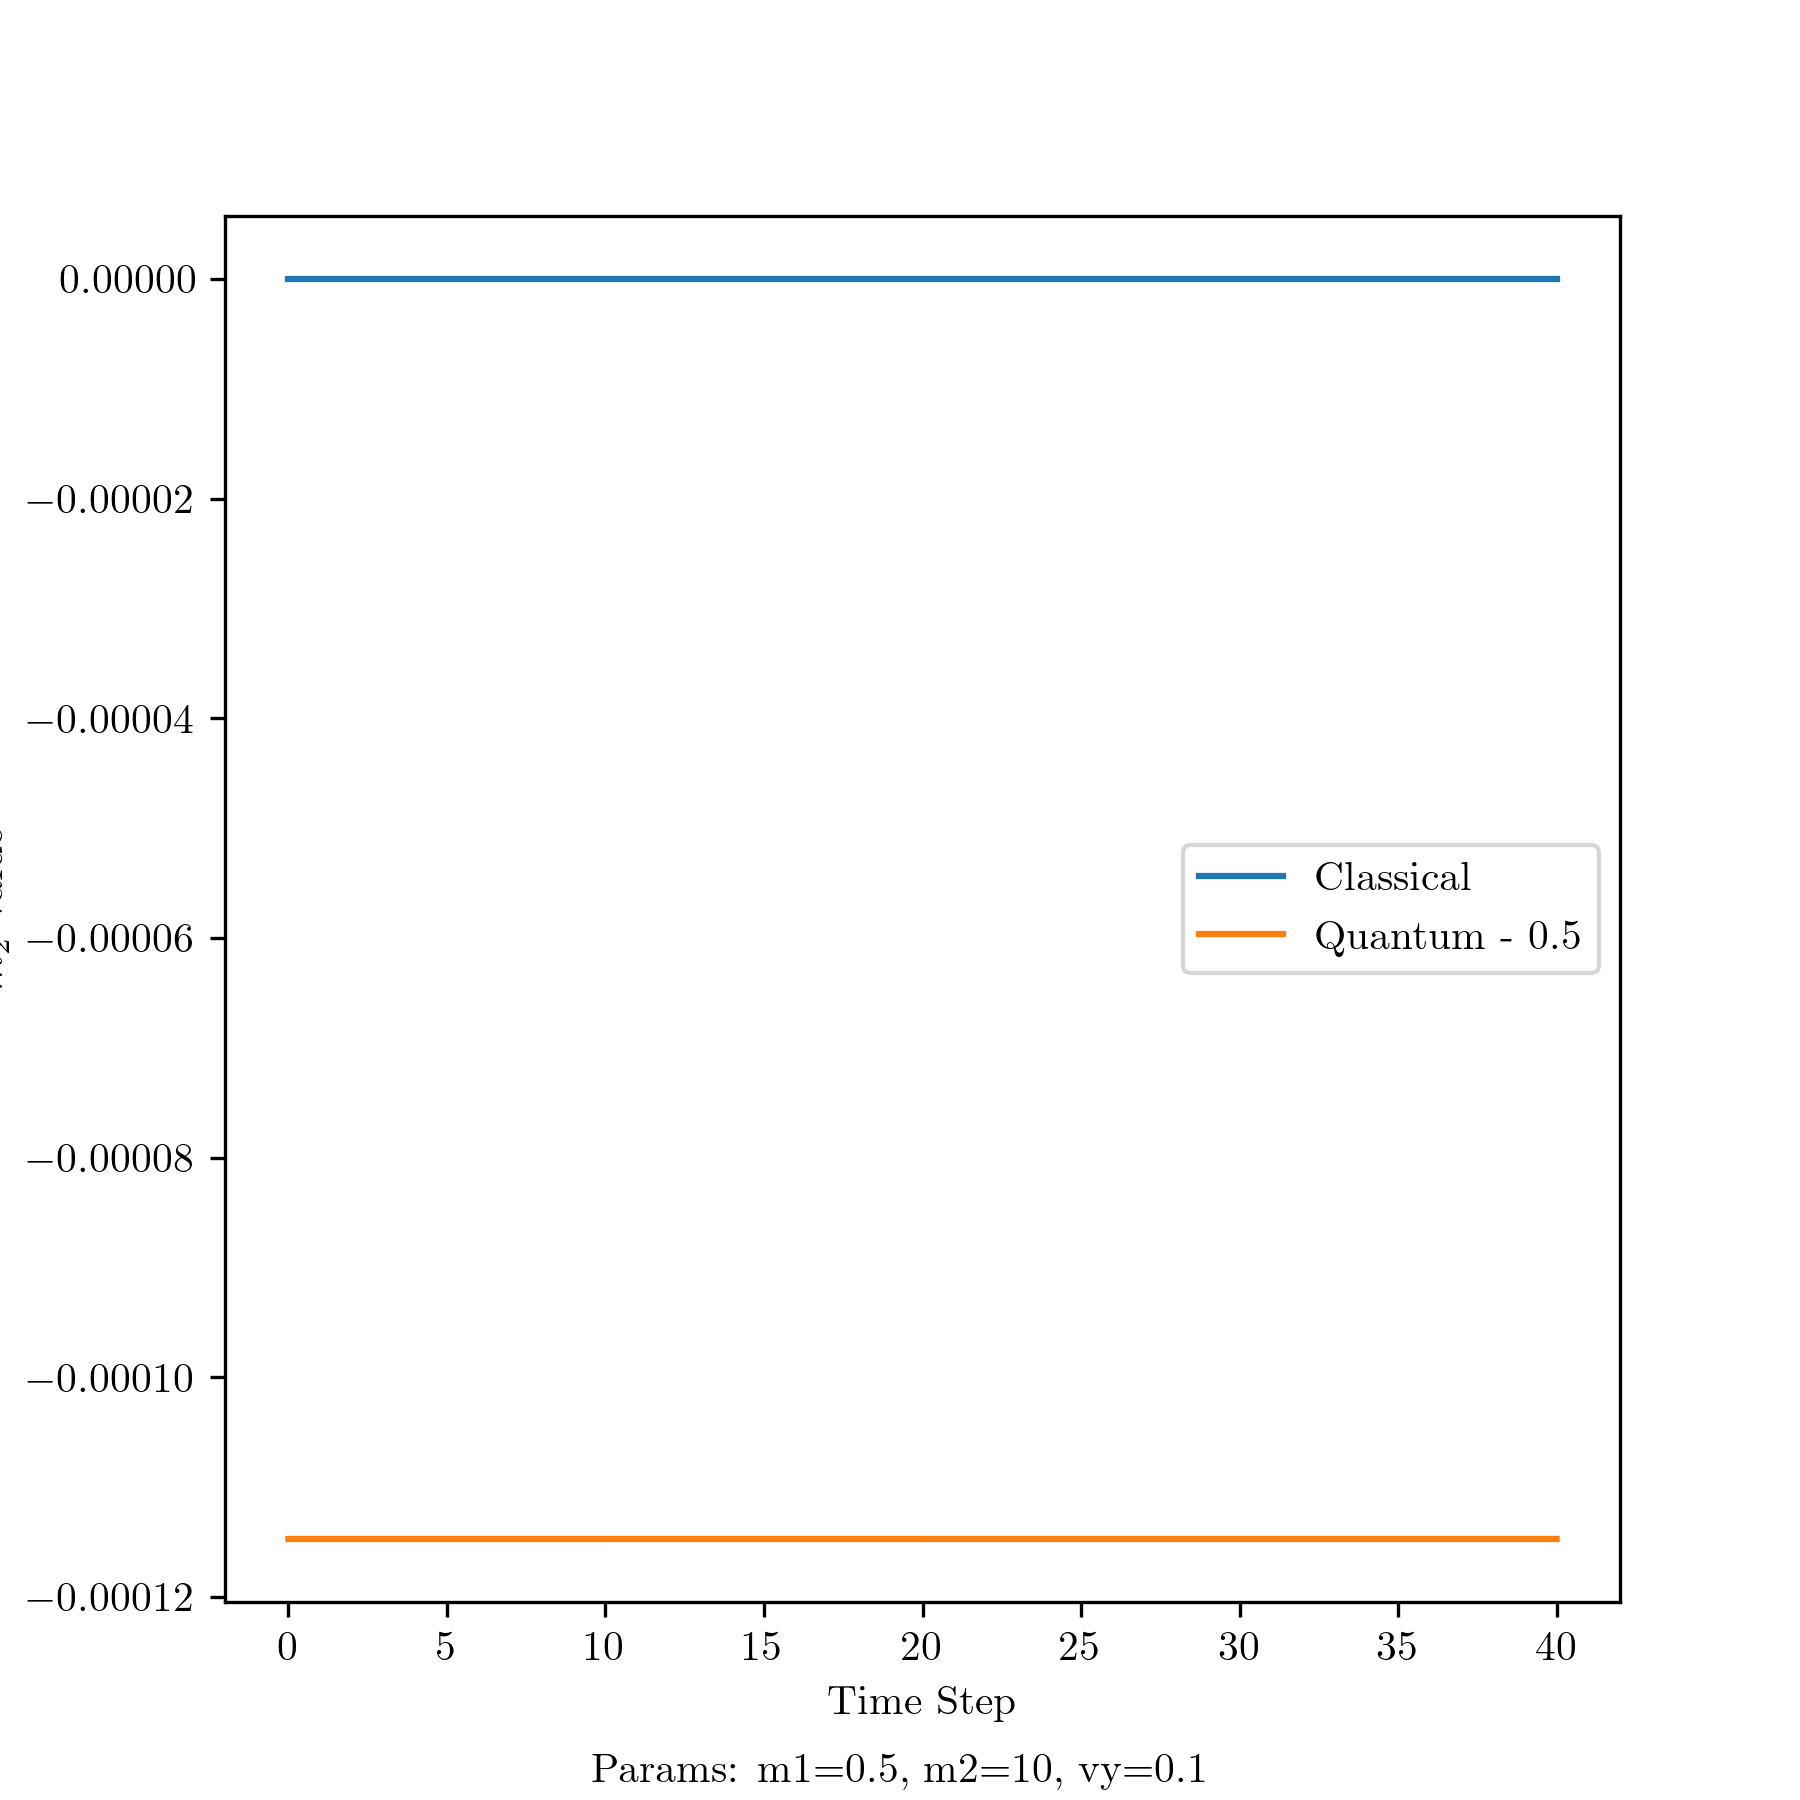 0.00000
−0.00002
−0.00004
−0.00006
−0.00008
−0.00010
−0.00012
Classical
Quantum - 0.5
0 5 10 15 20 25 30 35 40
Time Step
Params: m1=0.5, m2=10, vy=0.1